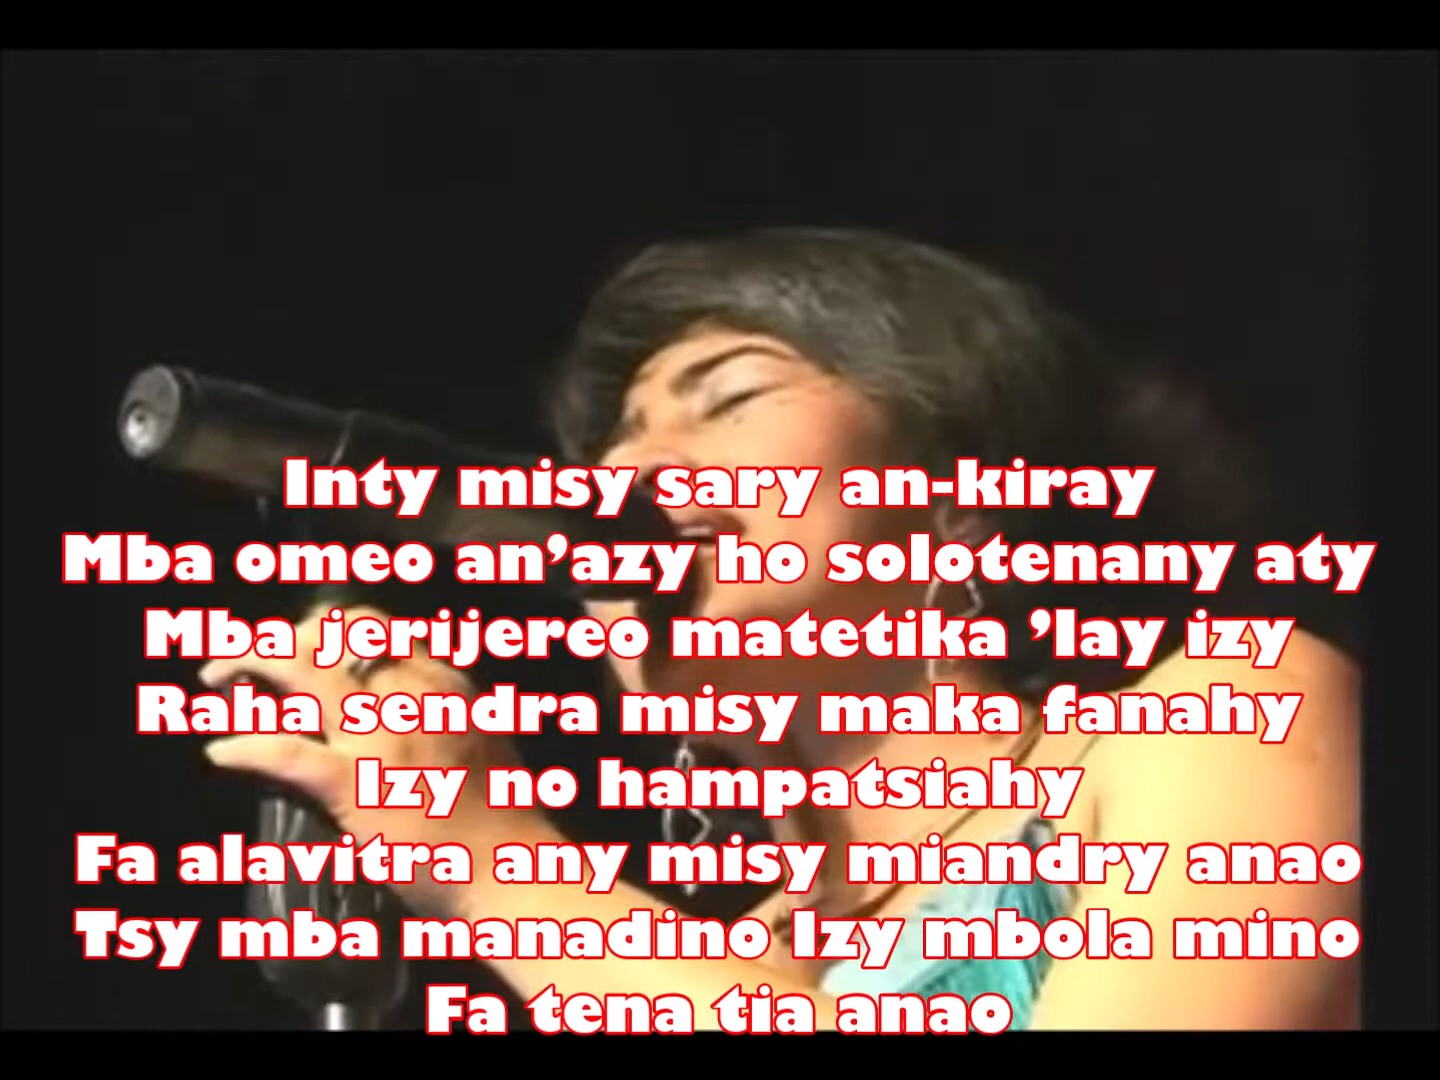 Inty misy sary an-kiray
Mba omeo an’azy ho solotenany aty
Mba jerijereo matetika ’lay izy
Raha sendra misy maka fanahy
Izy no hampatsiahy
Fa alavitra any misy miandry anao
Tsy mba manadino Izy mbola mino
Fa tena tia anao